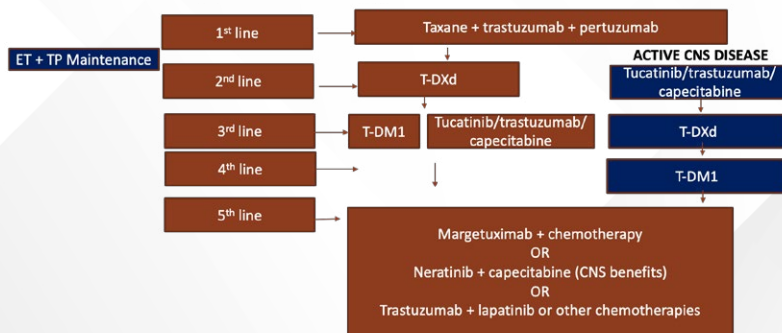 1st line
Taxane + trastuzumab + pertuzumab
ET + TP Maintenance
ACTIVE CNS DISEASE
2nd line
T-DXd
Tucatinib/trastuzumab/
capecitabine
3rd line
T-DM1
Tucatinib/trastuzumab/
capecitabine
T-DXd
4th line
T-DM1
5th line
Margetuximab + chemotherapy
OR
Neratinib + capecitabine (CNS benefits)
OR
Trastuzumab + lapatinib or other chemotherapies